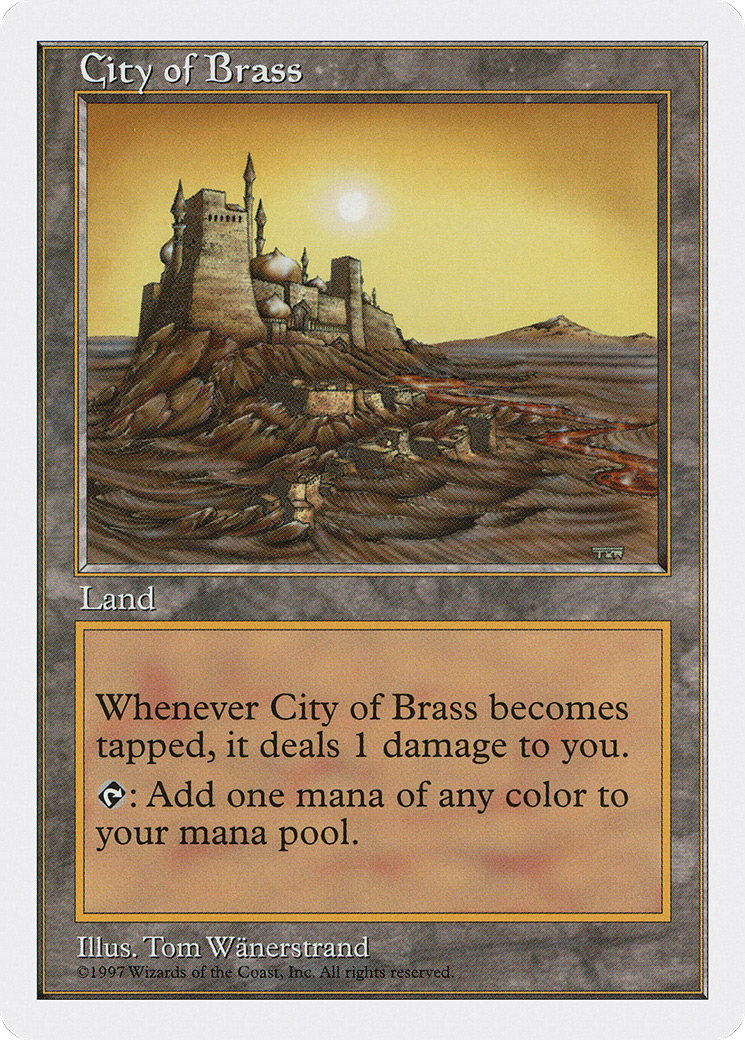 City of Brass
Land
Whenever City of Brass becomes
tapped, it deals 1 damage to you.
: Add one mana of any color to
your mana pool.
Illus. Tom Wänerstrand
©1997 Wizards of the Coast, Inc. All rights reserved.